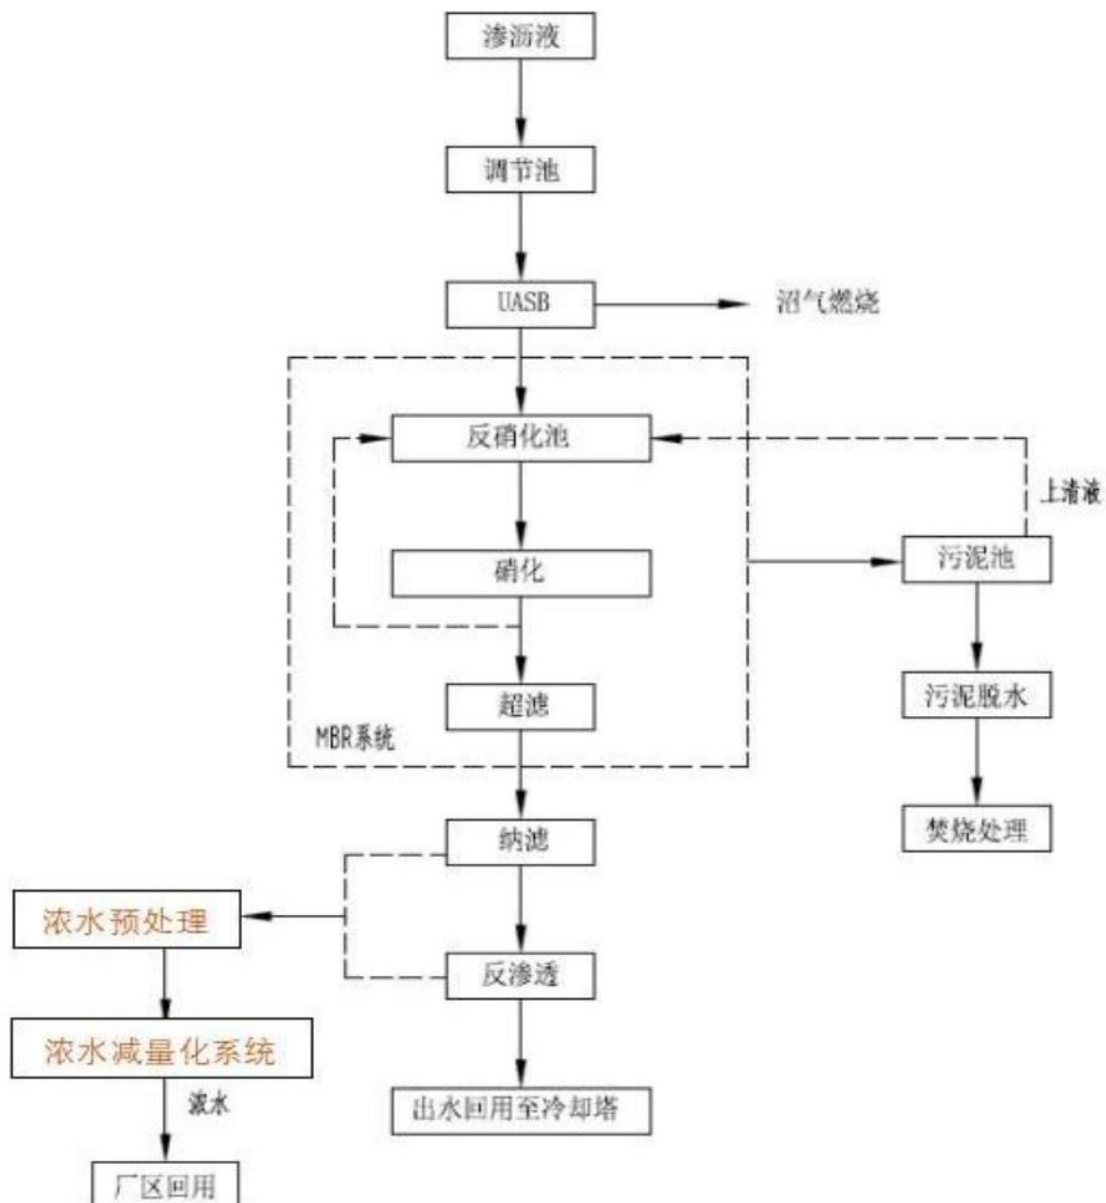 渗沥液
调节池
UASB
沼气燃烧
反硝化池
上清液
硝化
污泥池
超滤
污泥脱水
MBR系统
纳滤
焚烧处理
浓水预处理
反渗透
浓水减量化系统
浓水
出水回用至冷却塔
厂区回用